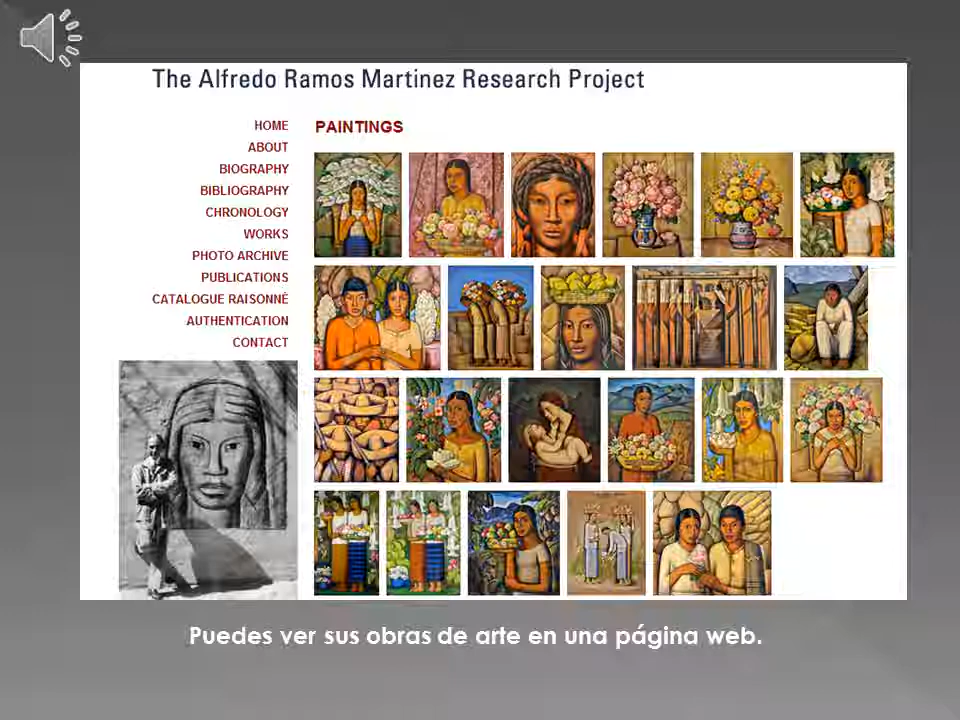 The Alfredo Ramos Martinez Research Project
HOME
ABOUT
BIOGRAPHY
BIBLIOGRAPHY
CHRONOLOGY
WORKS
PHOTO ARCHIVE
PUBLICATIONS
CATALOGUE RAISONNÉ
AUTHENTICATION
CONTACT
PAINTINGS
Puedes ver sus obras de arte en una página web.